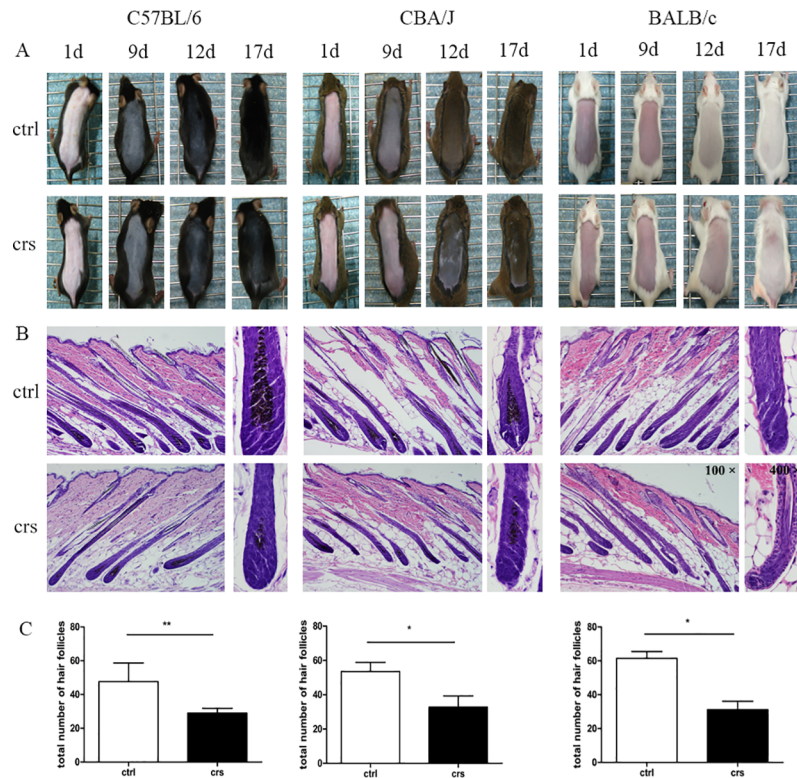 C57BL/6 CBA/J BALB/c
A 1d 9d 12d 17d 1d 9d 12d 17d 1d 9d 12d 17d
ctrl
crs
B
ctrl
100 × 400 ×
crs
C
** * *
total number of hair follicles
80
60
40
20
0
ctrl crs
total number of hair follicles
80
60
40
20
0
ctrl crs
total number of hair follicles
80
60
40
20
0
ctrl crs